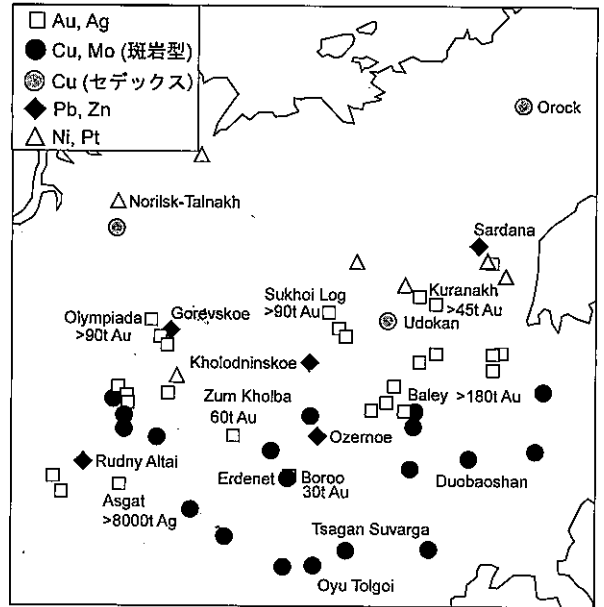 Au, Ag
Cu, Mo (斑岩型)
Cu (セデックス)
Pb, Zn
Ni, Pt
Orock
Norilsk-Talnakh
Sardana
Sukhoi Log
>90t Au
Kuranakh
>45t Au
Olympiada
>90t Au
Gorevskoe
Udokan
Kholodninskoe
Zum Kholba
60t Au
Baley >180t Au
Ozernoe
Rudny Altai
Erdenet
Boroo
30t Au
Duobaoshan
Asgat
>8000t Ag
Tsagan Suvarga
Oyu Tolgoi